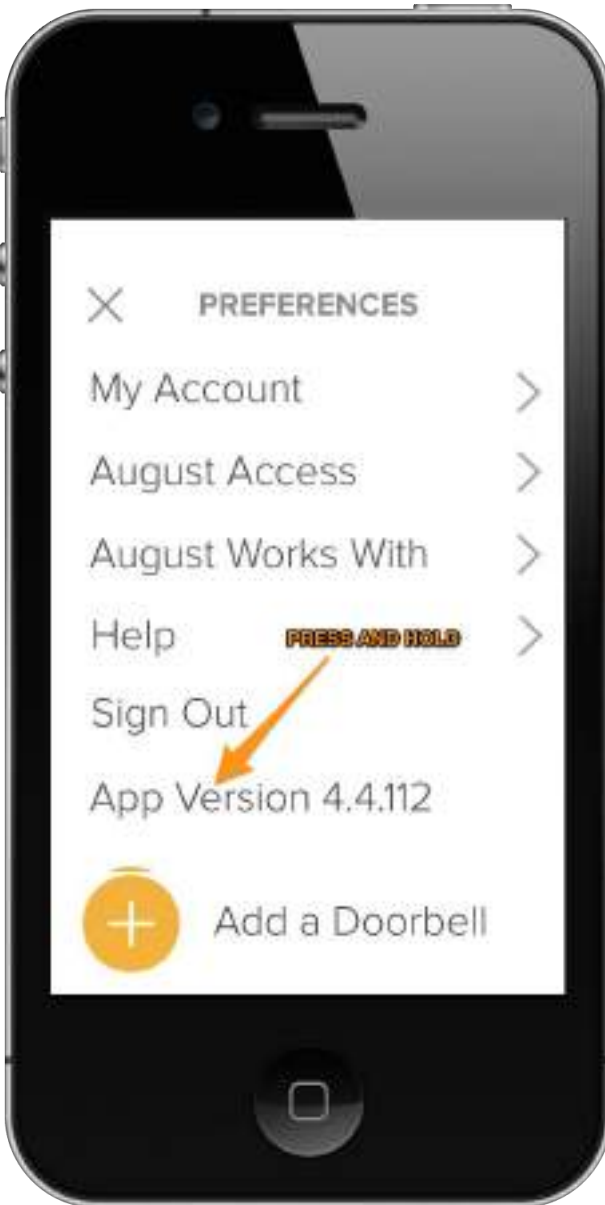 PREFERENCES
My Account
August Access
August Works With
Help
PRESS AND HOLD
Sign Out
App Version 4.4.112
Add a Doorbell